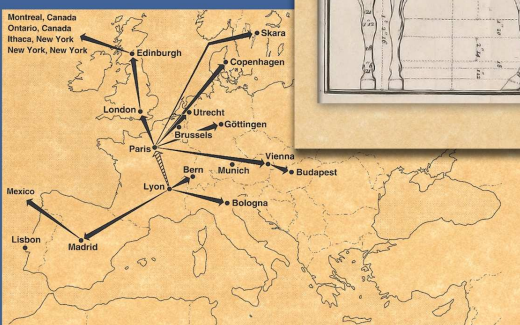 Montreal, Canada
Ontario, Canada
Ithaca, New York
New York, New York
Edinburgh
Skara
Copenhagen
London
Utrecht
Göttingen
Brussels
Paris
Vienna
Munich
Budapest
Bern
Lyon
Mexico
Bologna
Lisbon
Madrid